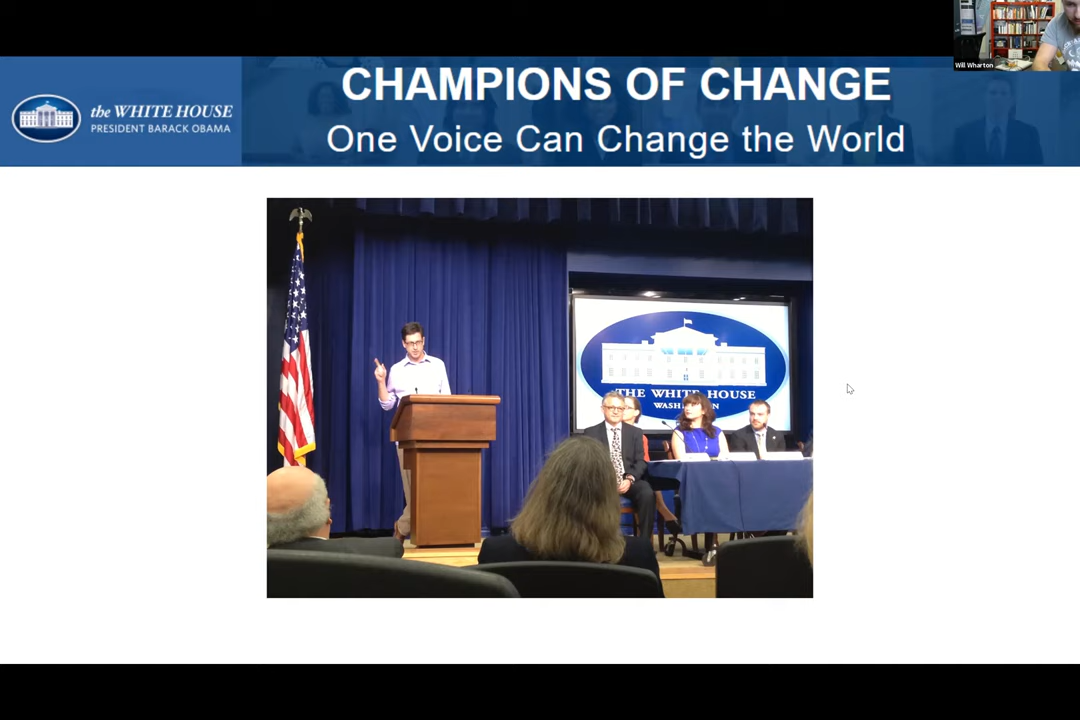 Will Wharton
the WHITE HOUSE
PRESIDENT BARACK OBAMA
CHAMPIONS OF CHANGE
One Voice Can Change the World
THE WHITE HOUSE
WASHINGTON